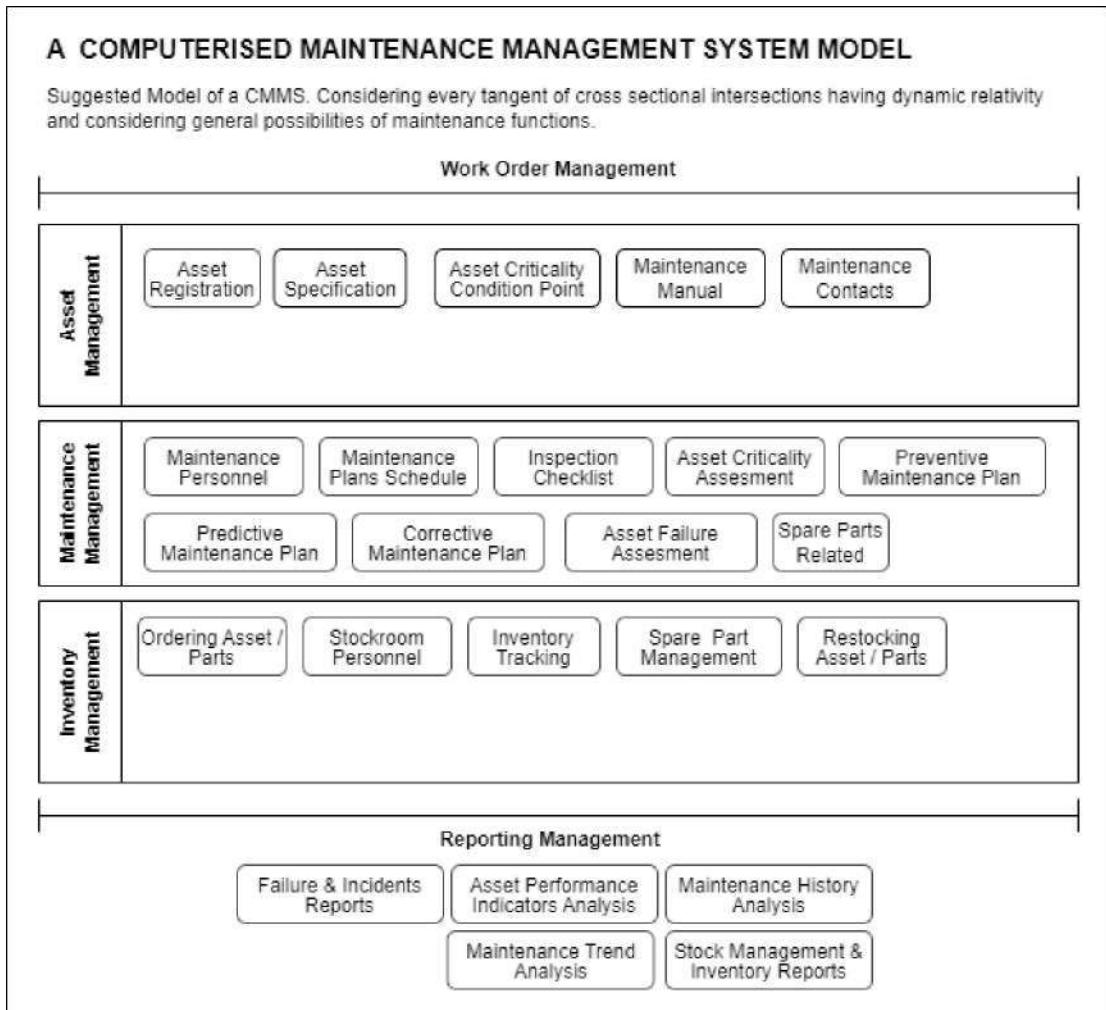 A COMPUTERISED MAINTENANCE MANAGEMENT SYSTEM MODEL
Suggested Model of a CMMS. Considering every tangent of cross sectional intersections having dynamic relativity
and considering general possibilities of maintenance functions.
Work Order Management
Asset
Management
Asset
Registration
Asset
Specification
Asset Criticality
Condition Point
Maintenance
Manual
Maintenance
Contacts
Maintenance
Management
Maintenance
Personnel
Maintenance
Plans Schedule
Inspection
Checklist
Asset Criticality
Assesment
Preventive
Maintenance Plan
Predictive
Maintenance Plan
Corrective
Maintenance Plan
Asset Failure
Assesment
Spare Parts
Related
Inventory
Management
Ordering Asset /
Parts
Stockroom
Personnel
Inventory
Tracking
Spare Part
Management
Restocking
Asset / Parts
Reporting Management
Failure & Incidents
Reports
Asset Performance
Indicators Analysis
Maintenance History
Analysis
Maintenance Trend
Analysis
Stock Management &
Inventory Reports